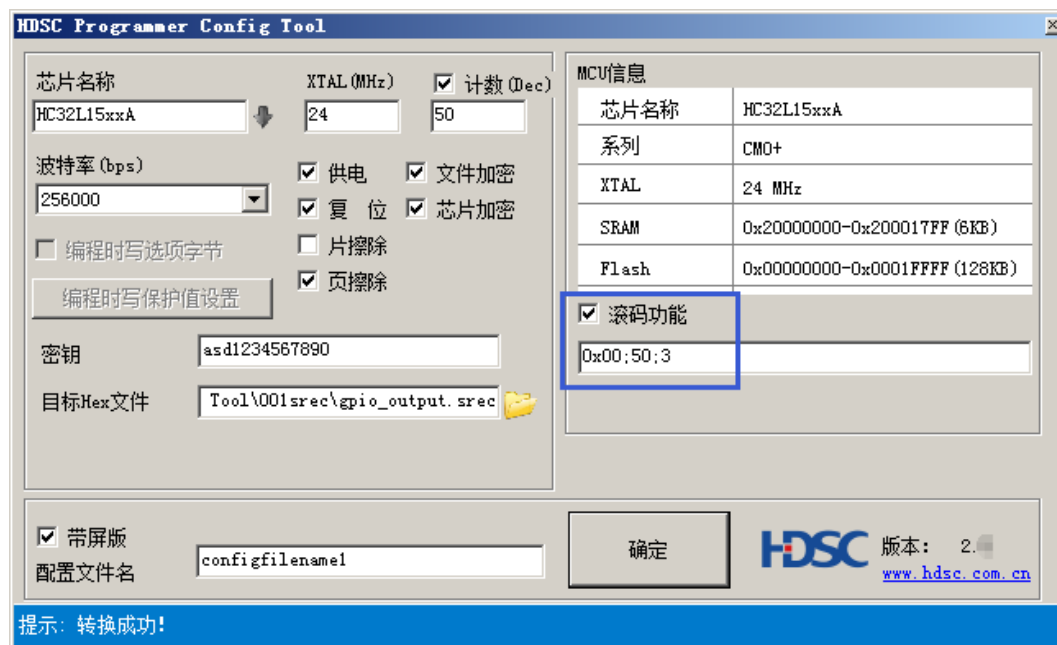 HDSC Programmer Config Tool
芯片名称
XTAL(MHz)
计数(Dec)
HC32L15xxA
24
50
波特率(bps)
256000
供电
文件加密
复 位
芯片加密
编程时写选项字节
片擦除
编程时写保护值设置
页擦除
密钥
asd1234567890
目标Hex文件
Tool\001srec\gpio_output.srec
MCU信息
芯片名称 HC32L15xxA
系列 CM0+
XTAL 24 MHz
SRAM 0x20000000-0x200017FF(6KB)
Flash 0x00000000-0x0001FFFF(128KB)
滚码功能
0x00;50;3
带屏版
配置文件名
configfilename1
确定
HDSC
版本: 2.
www.hdsc.com.cn
提示: 转换成功!